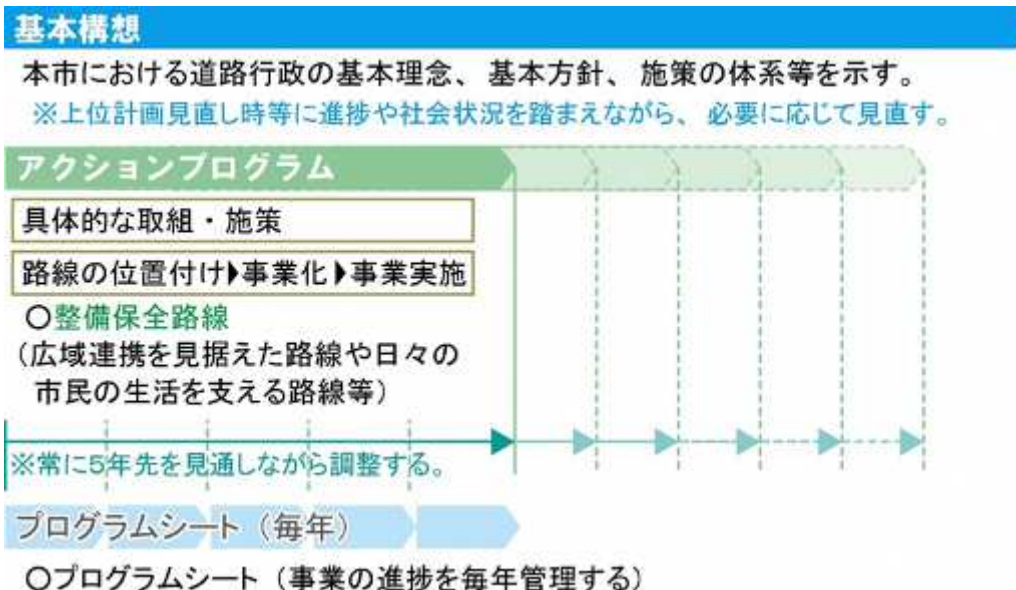 基本構想
本市における道路行政の基本理念、基本方針、施策の体系等を示す。
※上位計画見直し時等に進捗や社会状況を踏まえながら、必要に応じて見直す。
アクションプログラム
具体的な取組・施策
路線の位置付け▶事業化▶事業実施
○整備保全路線
（広域連携を見据えた路線や日々の
市民の生活を支える路線等）
※常に5年先を見通しながら調整する。
プログラムシート（毎年）
○プログラムシート（事業の進捗を毎年管理する）